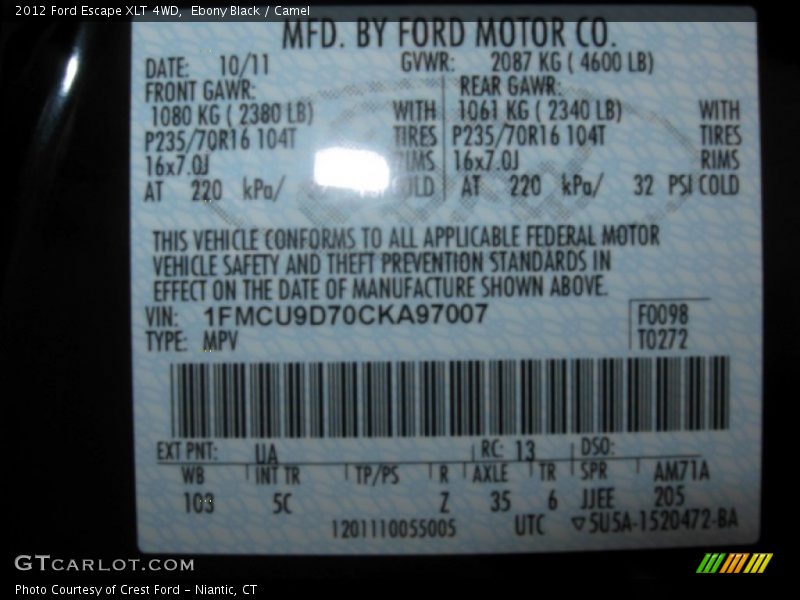 2012 Ford Escape XLT 4WD, Ebony Black / Camel
MFD. BY FORD MOTOR CO.
DATE: 10/11 GVWR: 2087 KG ( 4600 LB)
FRONT GAWR: REAR GAWR:
1080 KG ( 2380 LB) WITH 1061 KG ( 2340 LB) WITH
P235/70R16 104T TIRES P235/70R16 104T TIRES
16x7.0J RIMS 16x7.0J RIMS
AT 220 kPa/ COLD AT 220 kPa/ 32 PSI COLD
THIS VEHICLE CONFORMS TO ALL APPLICABLE FEDERAL MOTOR
VEHICLE SAFETY AND THEFT PREVENTION STANDARDS IN
EFFECT ON THE DATE OF MANUFACTURE SHOWN ABOVE.
VIN: 1FMCU9D70CKA97007 F0098
TYPE: MPV T0272
EXT PNT: UA RC: 13 DSO:
WB INT TR TP/PS R AXLE TR SPR AM71A
103 5C Z 35 6 JJEE 205
1201110055005 UTC ▽5U5A-1520472-BA
GTCARLOT.COM
Photo Courtesy of Crest Ford - Niantic, CT